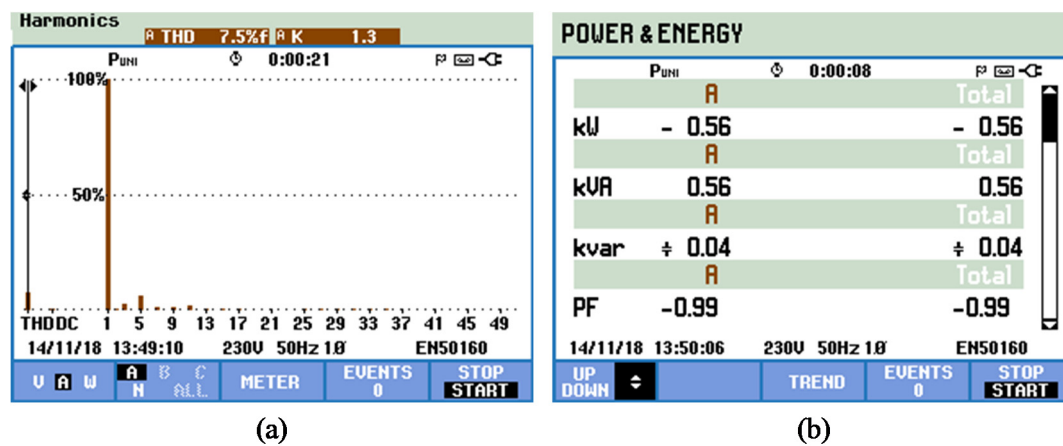 Harmonics
A THD 7.5%f A K 1.3
PUNI 0:00:21
100%
50%
THD DC 1 5 9 13 17 21 25 29 33 37 41 45 49
14/11/18 13:49:10 230V 50Hz 1.Ø EN50160
V A W A B C N ALL METER EVENTS 0 STOP START
(a)
POWER & ENERGY
PUNI 0:00:08
A Total
kW - 0.56 - 0.56
A Total
kVA 0.56 0.56
A Total
kvar 0.04 0.04
A Total
PF -0.99 -0.99
14/11/18 13:50:06 230V 50Hz 1.Ø EN50160
UP DOWN TREND EVENTS 0 STOP START
(b)